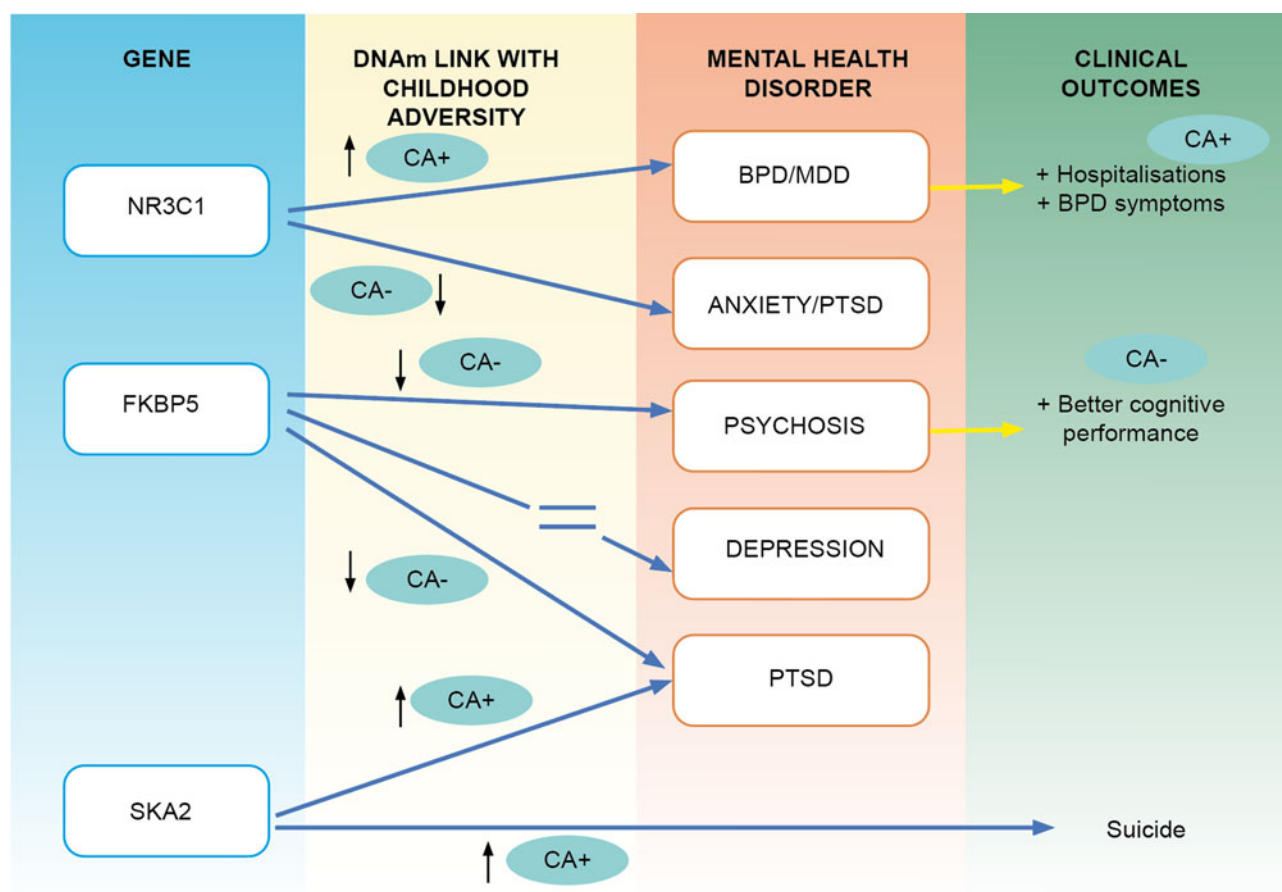 GENE
DNAm LINK WITH
CHILDHOOD
ADVERSITY
MENTAL HEALTH
DISORDER
CLINICAL
OUTCOMES
CA+
CA+
NR3C1
BPD/MDD
+ Hospitalisations
+ BPD symptoms
CA-
ANXIETY/PTSD
CA-
CA-
FKBP5
PSYCHOSIS
+ Better cognitive
performance
DEPRESSION
CA-
PTSD
CA+
SKA2
Suicide
CA+